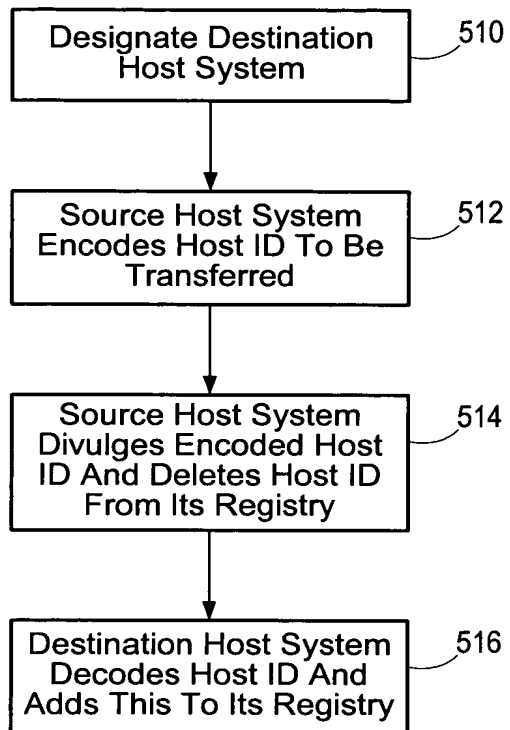 Designate Destination
Host System
510
Source Host System
Encodes Host ID To Be
Transferred
512
Source Host System
Divulges Encoded Host
ID And Deletes Host ID
From Its Registry
514
Destination Host System
Decodes Host ID And
Adds This To Its Registry
516